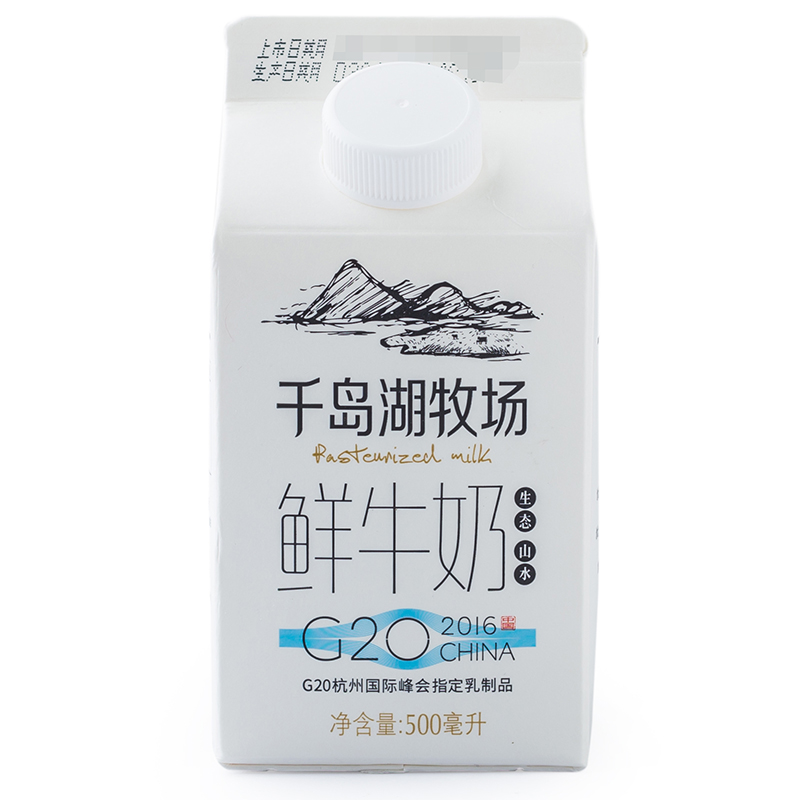 上市日期
生产日期
千岛湖牧场
Pasteurized milk
鲜牛奶
生态山水
G20 2016
CHINA
G20杭州国际峰会指定乳制品
净含量:500毫升